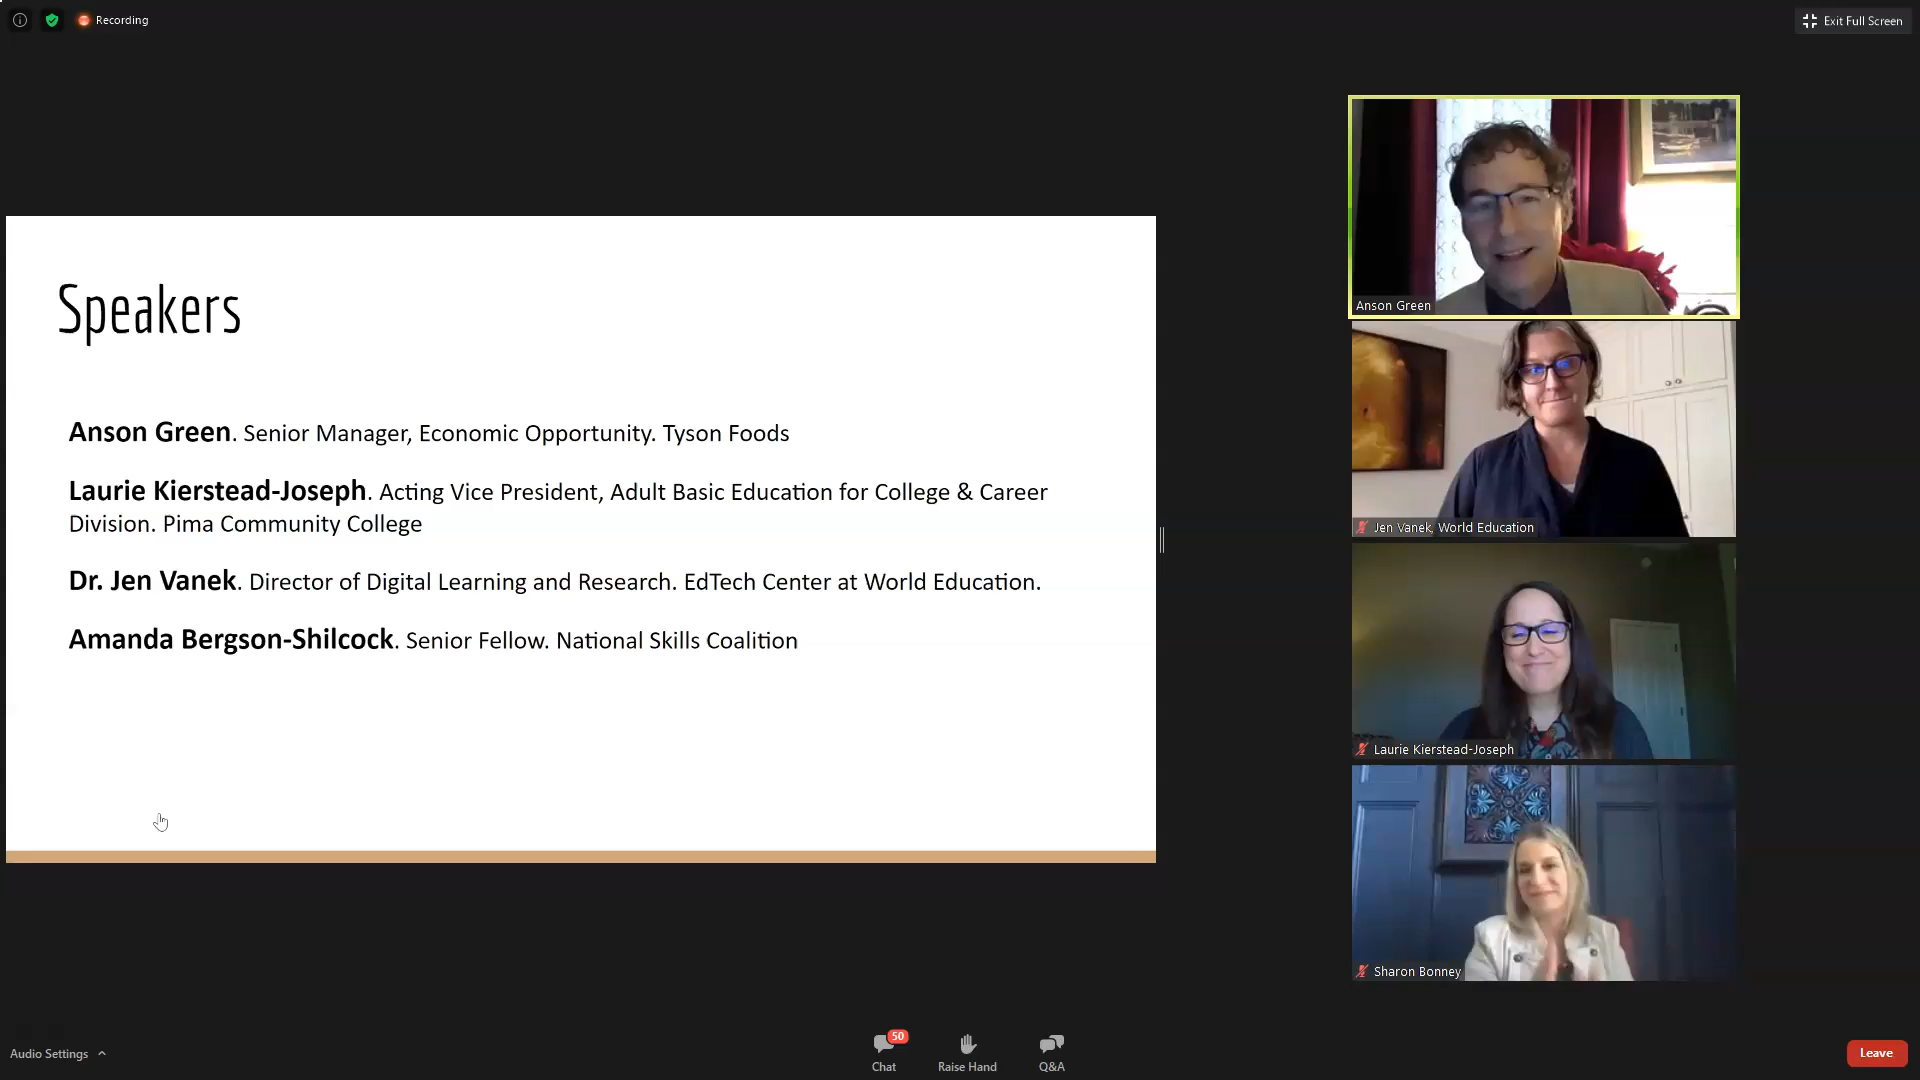 Recording
Exit Full Screen
Speakers
Anson Green. Senior Manager, Economic Opportunity. Tyson Foods
Laurie Kierstead-Joseph. Acting Vice President, Adult Basic Education for College & Career
Division. Pima Community College
Dr. Jen Vanek. Director of Digital Learning and Research. EdTech Center at World Education.
Amanda Bergson-Shilcock. Senior Fellow. National Skills Coalition
Anson Green
Jen Vanek, World Education
Laurie Kierstead-Joseph
Sharon Bonney
Audio Settings
50
Chat
Raise Hand
Q&A
Leave